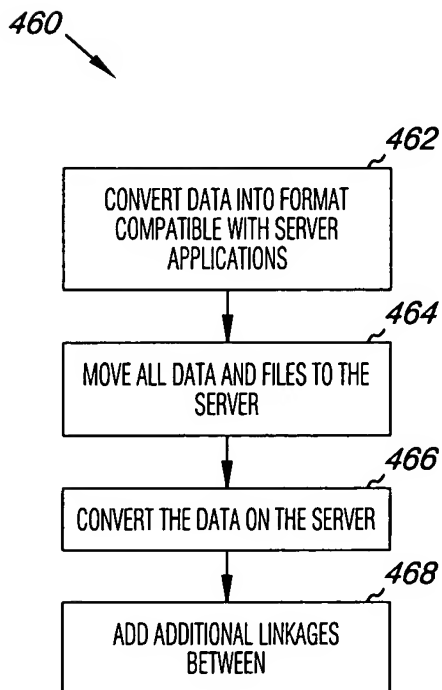 460
462
CONVERT DATA INTO FORMAT
COMPATIBLE WITH SERVER
APPLICATIONS
464
MOVE ALL DATA AND FILES TO THE
SERVER
466
CONVERT THE DATA ON THE SERVER
468
ADD ADDITIONAL LINKAGES
BETWEEN